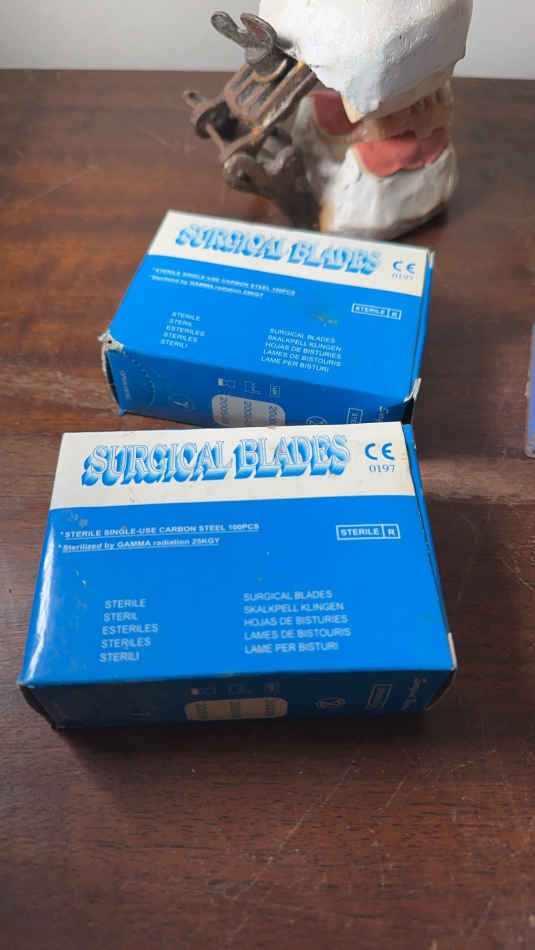 SURGICAL BLADES
CE
0197
*STERILE SINGLE-USE CARBON STEEL 100PCS
*Sterilized by GAMMA radiation 25KGY
STERILE R
STERILE
STERIL
ESTERILES
STERILES
STERILI
SURGICAL BLADES
SKALKPELL KLINGEN
HOJAS DE BISTURIES
LAMES DE BISTOURIES
LAME PER BISTURI
SURGICAL BLADES
CE
0197
*STERILE SINGLE-USE CARBON STEEL 100PCS
*Sterilized by GAMMA radiation 25KGY
STERILE R
STERILE
STERIL
ESTERILES
STERILES
STERILI
SURGICAL BLADES
SKALKPELL KLINGEN
HOJAS DE BISTURIES
LAMES DE BISTOURIS
LAME PER BISTURI